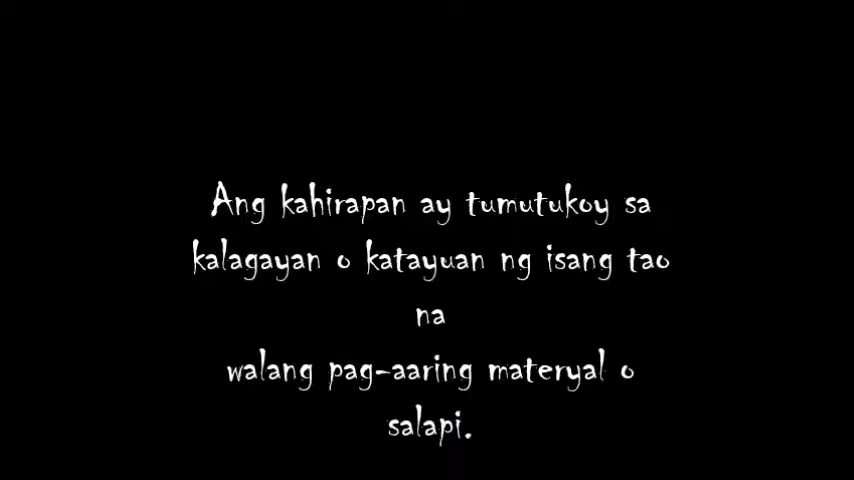 Ang kahirapan ay tumutukoy sa
kalagayan o katayuan ng isang tao
na
walang pag-aaring materyal o
salapi.